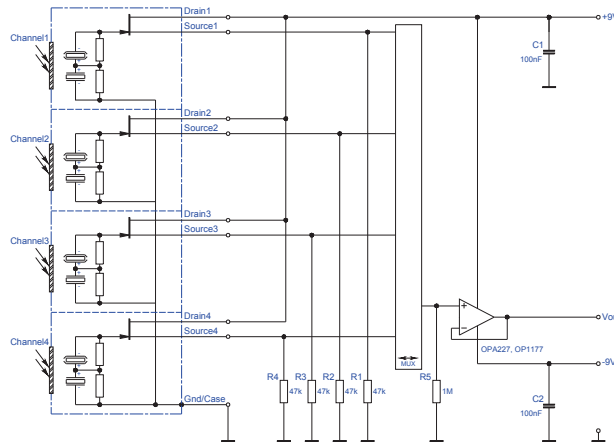 Drain1
+9V
Source1
Channel1
C1
100nF
Drain2
Source2
Channel2
Drain3
Source3
Channel3
Drain4
Source4
Channel4
+
-
OPA227, OP1177
-9V
MUX
R4
47k
R3
47k
R2
47k
R1
47k
R5
1M
C2
100nF
Gnd/Case